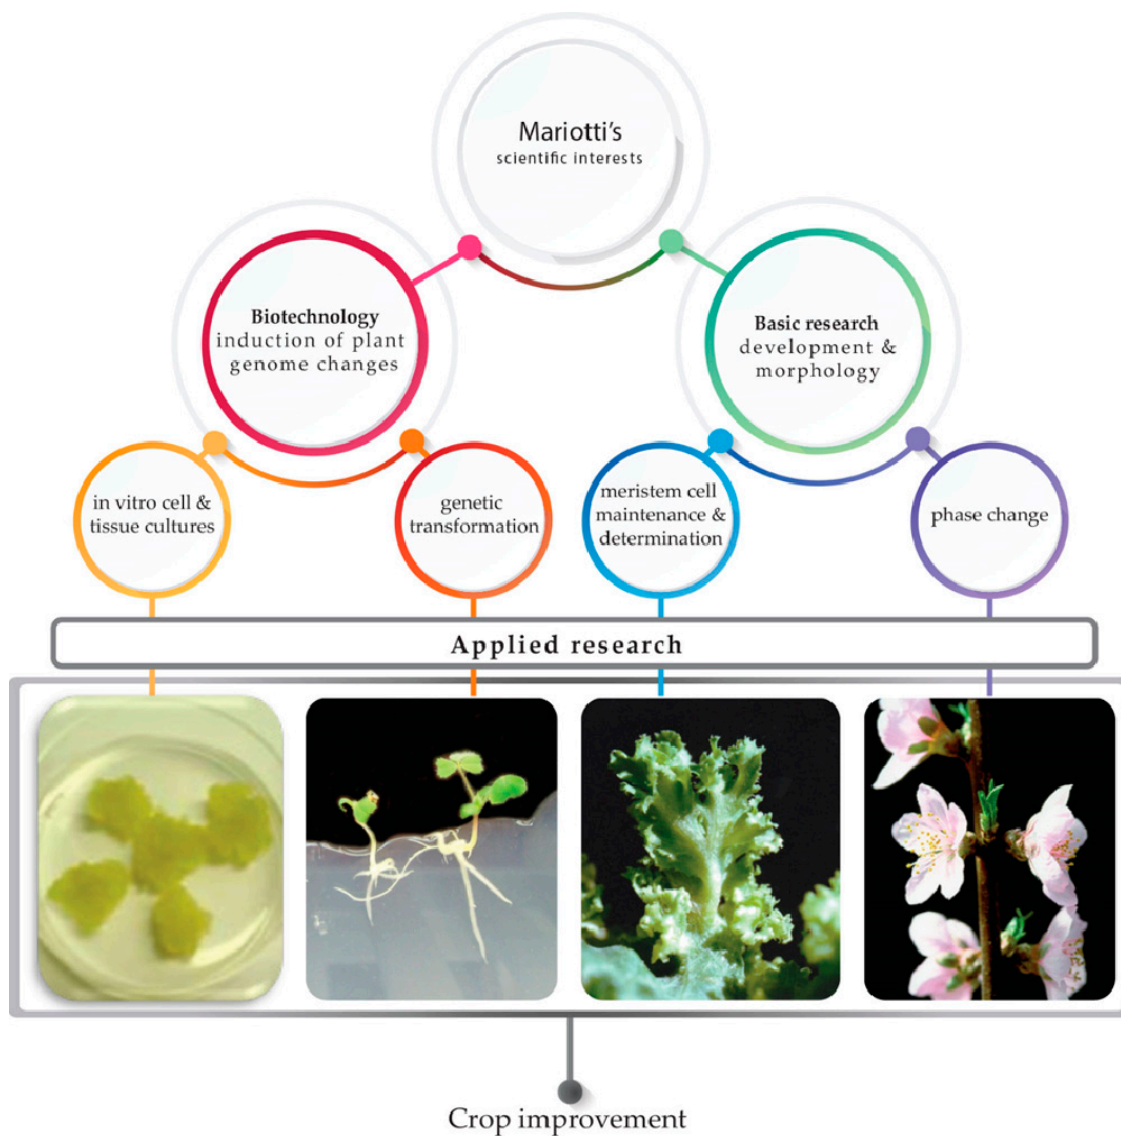 Mariotti's
scientific interests
Biotechnology
induction of plant
genome changes
Basic research
development &
morphology
in vitro cell &
tissue cultures
genetic
transformation
meristem cell
maintenance &
determination
phase change
Applied research
Crop improvement